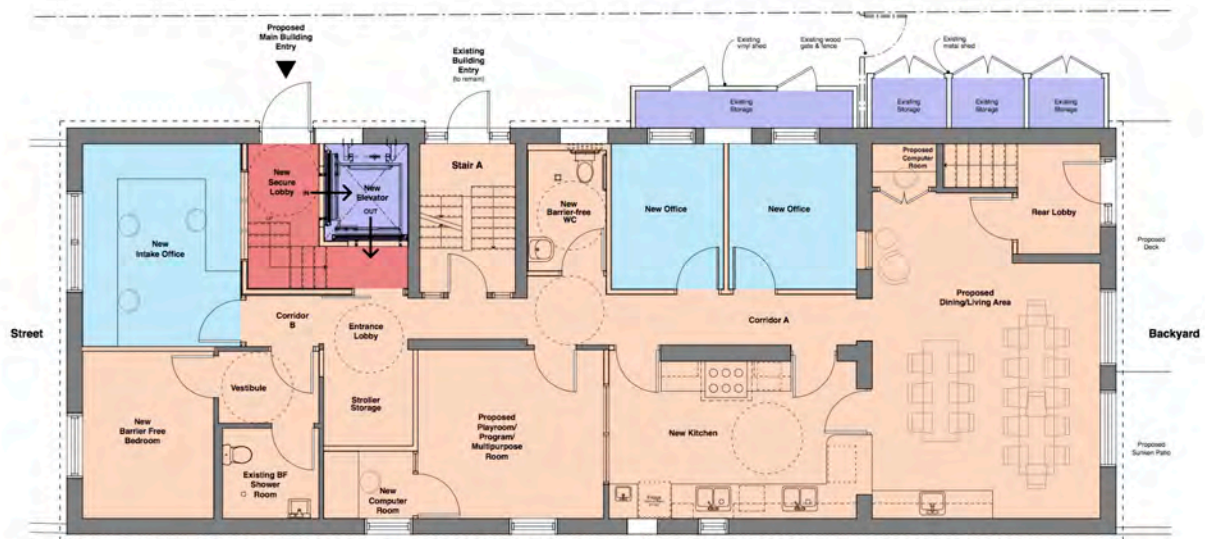 Proposed
Main Building
Entry
Existing
Building
Entry
(to remain)
Existing
vinyl shed
Existing wood
gate & fence
Existing
metal shed
Existing
Storage
Existing
Storage
Existing
Storage
Existing
Storage
New
Secure
Lobby
IN
New
Elevator
OUT
Stair A
New
Barrier-free
WC
New Office
New Office
Proposed
Computer
Room
Rear Lobby
New
Intake Office
Proposed
Deck
Proposed
Dining/Living Area
Street
Corridor
B
Entrance
Lobby
Corridor A
Backyard
Vestibule
Stroller
Storage
New
Barrier Free
Bedroom
Proposed
Playroom/
Program/
Multipurpose
Room
New Kitchen
Existing BF
Shower
Room
New
Computer
Room
Proposed
Sunken Patio